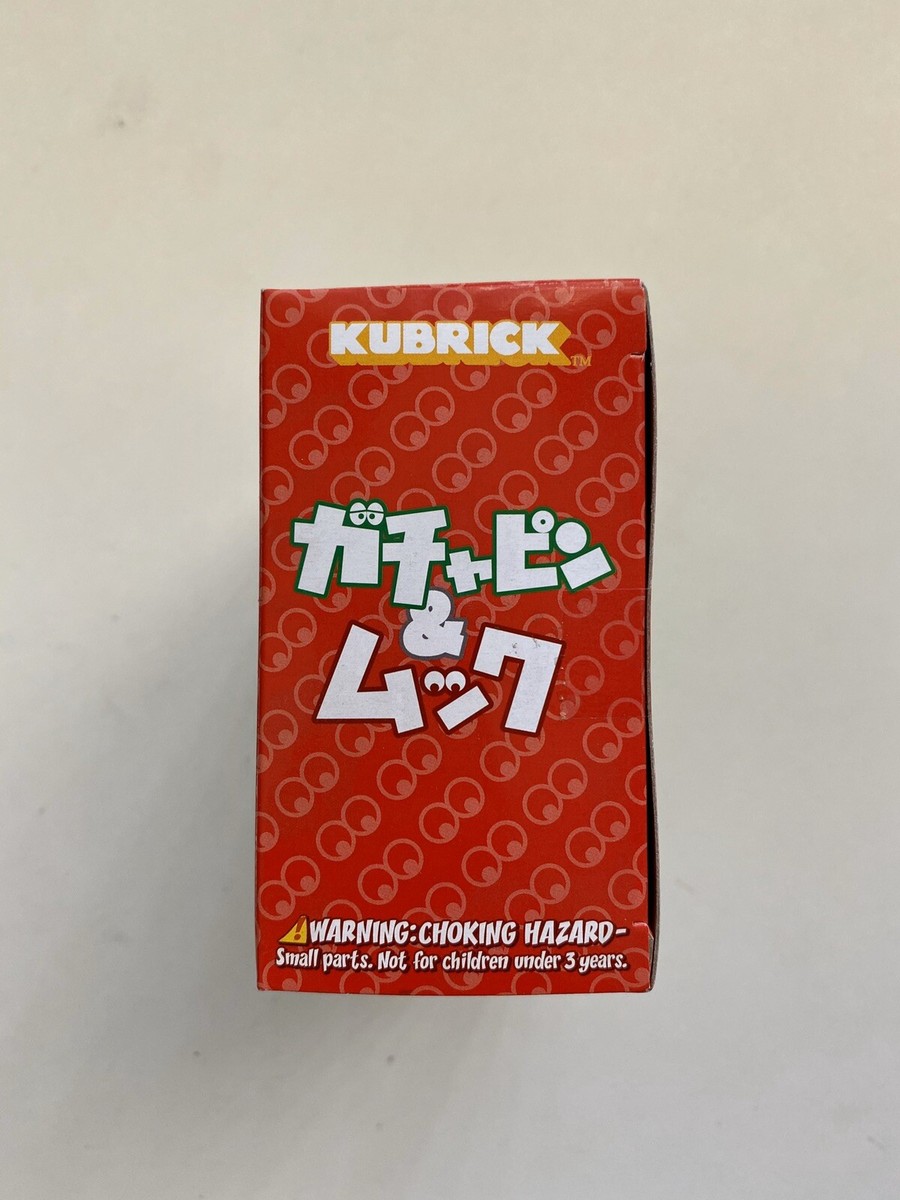 KUBRICK™
ガチャピン
&
ムック
⚠WARNING:CHOKING HAZARD-
Small parts. Not for children under 3 years.